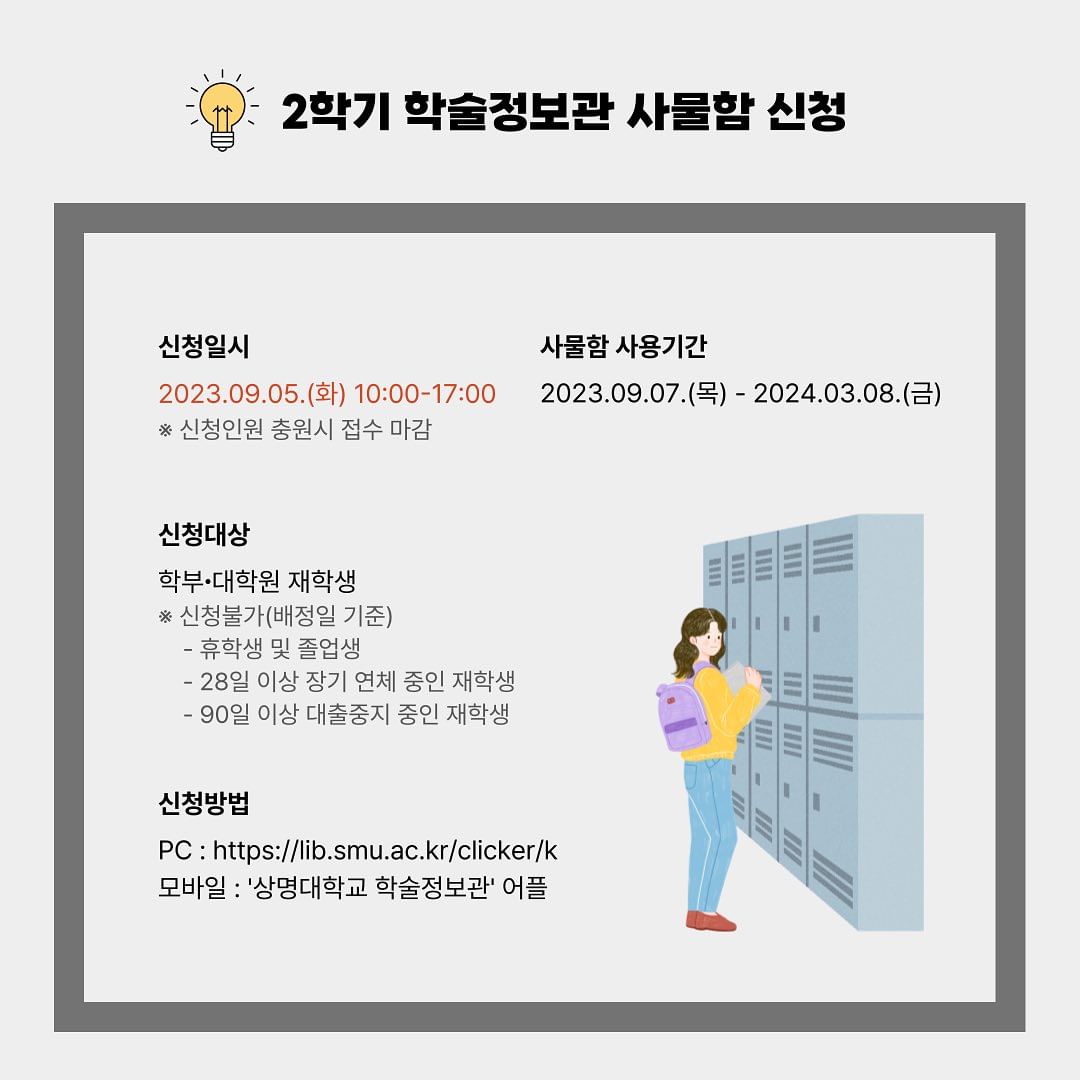 2학기 학술정보관 사물함 신청
신청일시
2023.09.05.(화) 10:00-17:00
※ 신청인원 충원시 접수 마감
사물함 사용기간
2023.09.07.(목) - 2024.03.08.(금)
신청대상
학부•대학원 재학생
※ 신청불가(배정일 기준)
- 휴학생 및 졸업생
- 28일 이상 장기 연체 중인 재학생
- 90일 이상 대출중지 중인 재학생
신청방법
PC : https://lib.smu.ac.kr/clicker/k
모바일 : '상명대학교 학술정보관' 어플